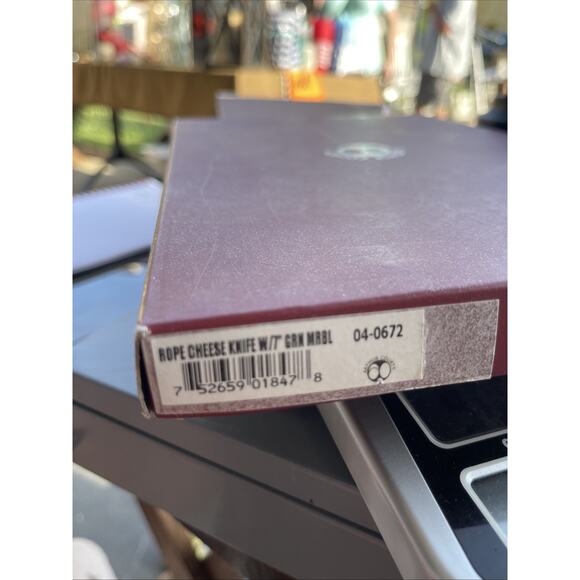 ROPE CHEESE KNIFE W/7" GRN MRBL 04-0672
7 52659 01847 8